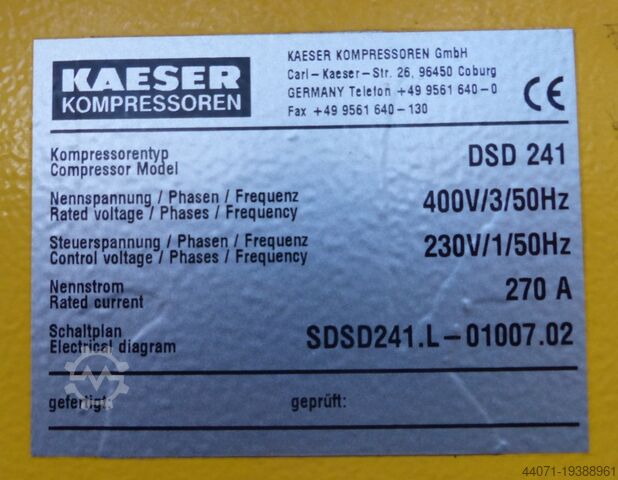 KAESER
KOMPRESSOREN
KAESER KOMPRESSOREN GmbH
Carl-Kaeser-Str. 26, 96450 Coburg
GERMANY Telefon +49 9561 640-0
Fax +49 9561 640-130
CE
Kompressorentyp
Compressor Model
DSD 241
Nennspannung / Phasen / Frequenz
Rated voltage / Phases / Frequency
400V/3/50Hz
Steuerspannung / Phasen / Frequenz
Control voltage / Phases / Frequency
230V/1/50Hz
Nennstrom
Rated current
270 A
Schaltplan
Electrical diagram
SDSD241.L-01007.02
gefertigt:
geprüft:
44071-19388961